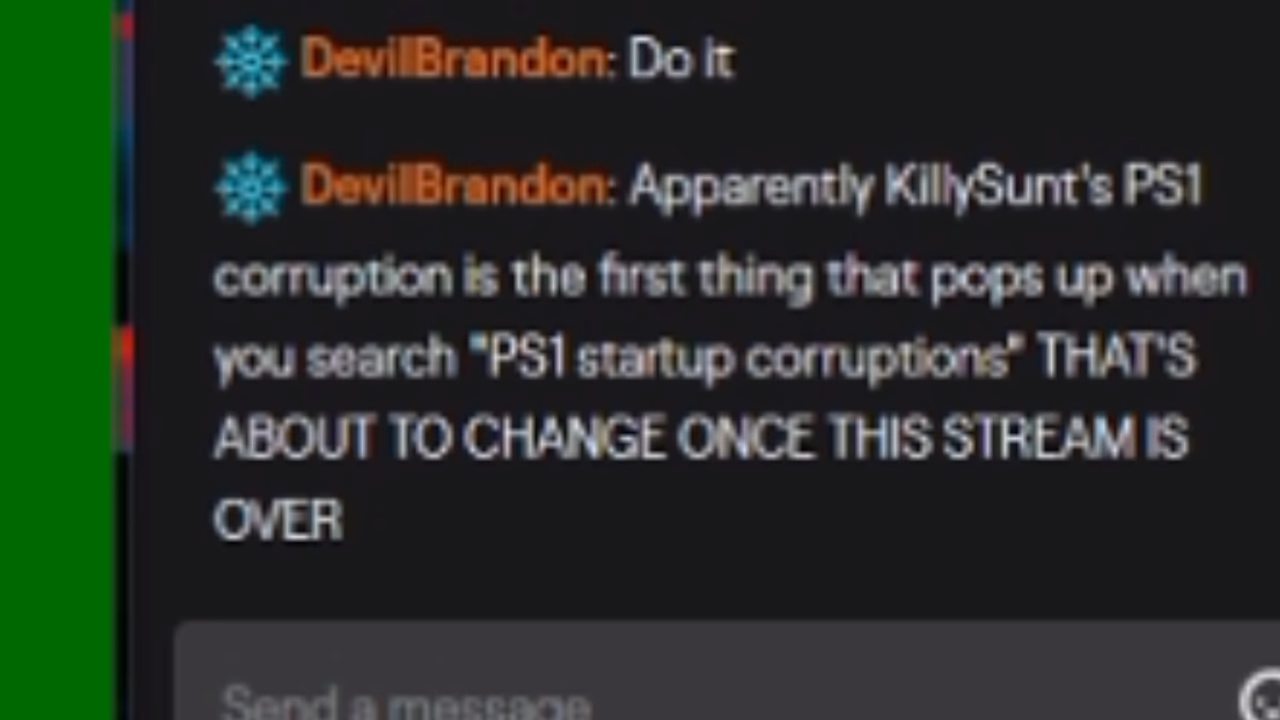 DevilBrandon: Do it
DevilBrandon: Apparently KillySunt's PS1
corruption is the first thing that pops up when
you search "PS1 startup corruptions" THAT'S
ABOUT TO CHANGE ONCE THIS STREAM IS
OVER
Send a message